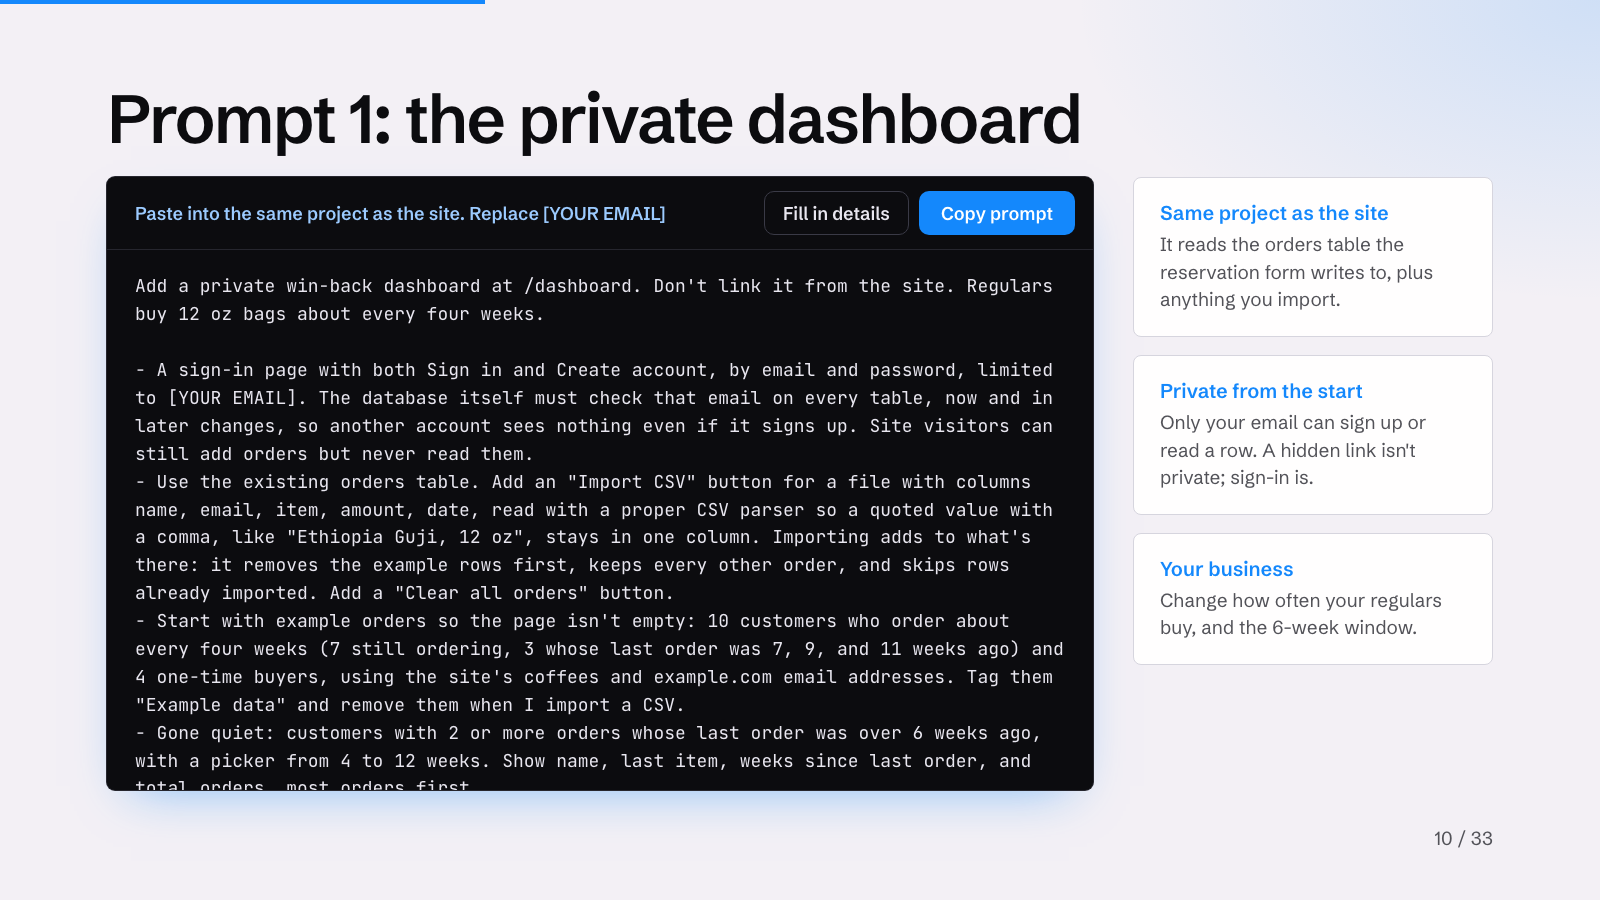 Prompt 1: the private dashboard
Paste into the same project as the site. Replace [YOUR EMAIL]
Fill in details
Copy prompt
Add a private win-back dashboard at /dashboard. Don't link it from the site. Regulars
buy 12 oz bags about every four weeks.
- A sign-in page with both Sign in and Create account, by email and password, limited
to [YOUR EMAIL]. The database itself must check that email on every table, now and in
later changes, so another account sees nothing even if it signs up. Site visitors can
still add orders but never read them.
- Use the existing orders table. Add an "Import CSV" button for a file with columns
name, email, item, amount, date, read with a proper CSV parser so a quoted value with
a comma, like "Ethiopia Guji, 12 oz", stays in one column. Importing adds to what's
there: it removes the example rows first, keeps every other order, and skips rows
already imported. Add a "Clear all orders" button.
- Start with example orders so the page isn't empty: 10 customers who order about
every four weeks (7 still ordering, 3 whose last order was 7, 9, and 11 weeks ago) and
4 one-time buyers, using the site's coffees and example.com email addresses. Tag them
"Example data" and remove them when I import a CSV.
- Gone quiet: customers with 2 or more orders whose last order was over 6 weeks ago,
with a picker from 4 to 12 weeks. Show name, last item, weeks since last order, and
total orders, most orders first.
Same project as the site
It reads the orders table the
reservation form writes to, plus
anything you import.
Private from the start
Only your email can sign up or
read a row. A hidden link isn't
private; sign-in is.
Your business
Change how often your regulars
buy, and the 6-week window.
10 / 33